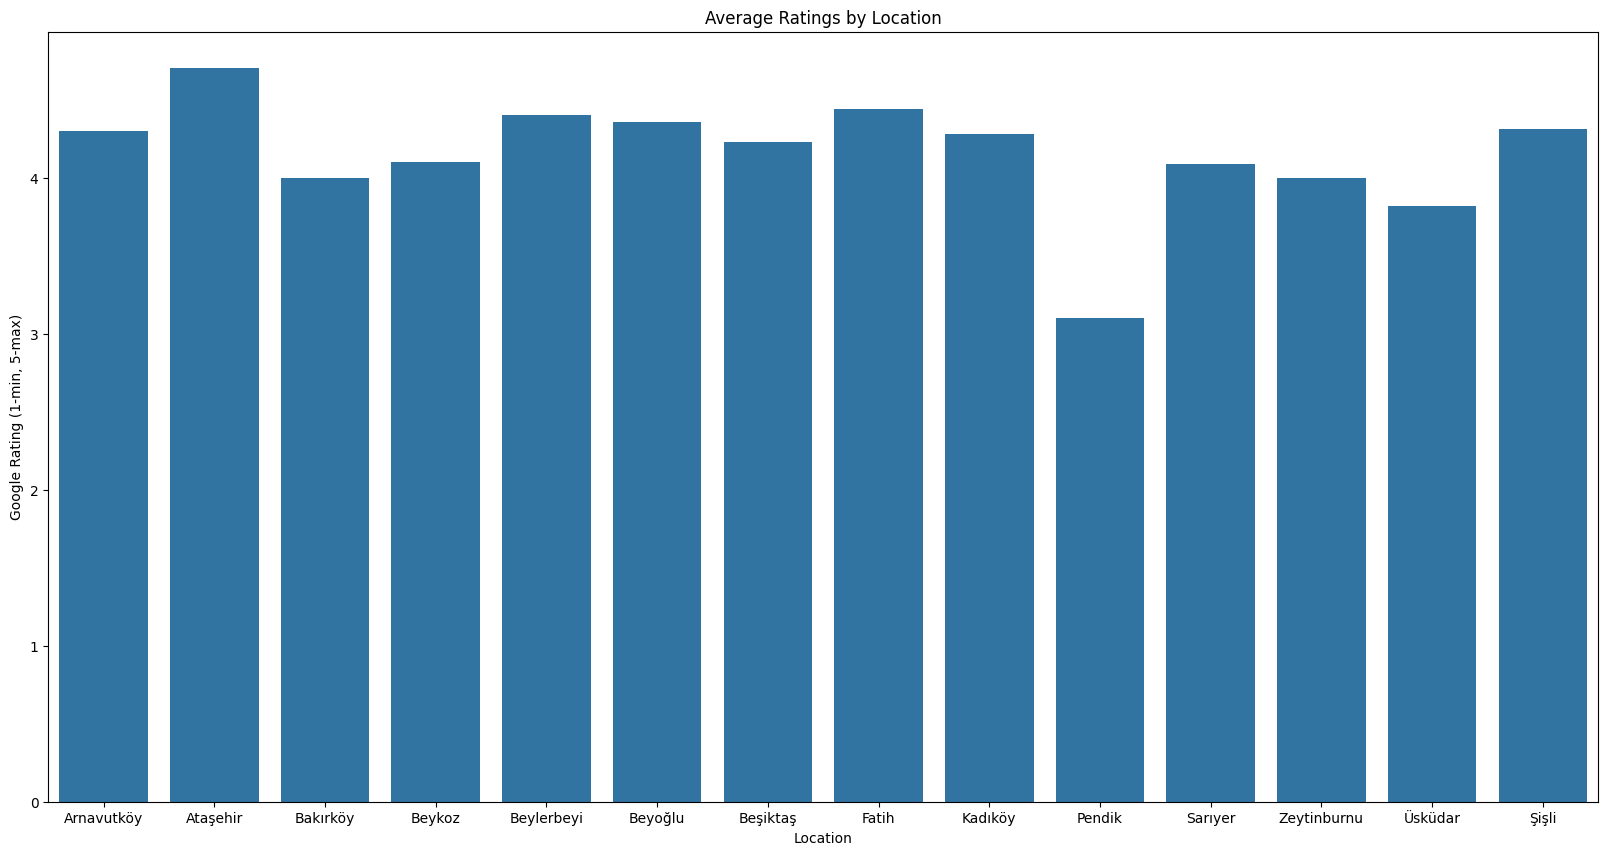 Average Ratings by Location
Google Rating (1-min, 5-max)
4
3
2
1
0
Arnavutköy Ataşehir Bakırköy Beykoz Beylerbeyi Beyoğlu Beşiktaş Fatih Kadıköy Pendik Sarıyer Zeytinburnu Üsküdar Şişli
Location